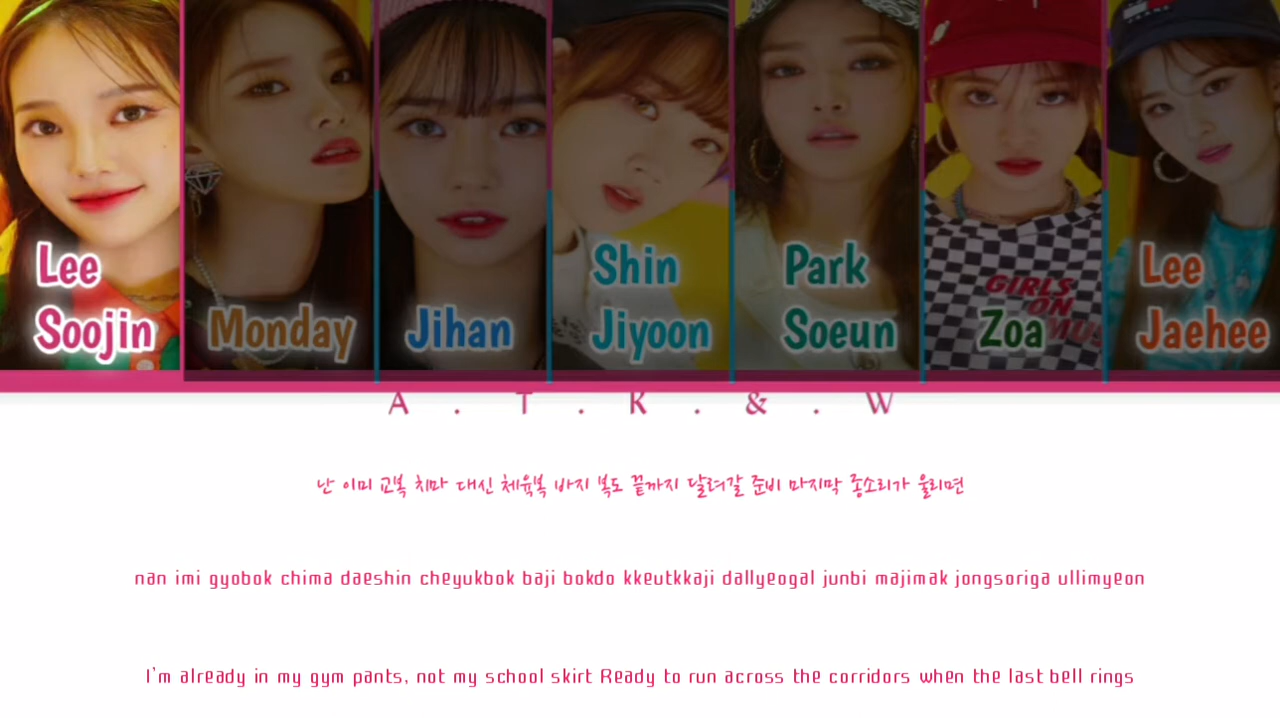 Lee Soojin
Monday
Jihan
Shin Jiyoon
Park Soeun
GIRLS ON
Zoa
Lee Jaehee
A . T . K . & . W
난 이미 교복 치마 대신 체육복 바지 복도 끝까지 달려갈 준비 마지막 종소리가 울리면
nan imi gyobok chima daeshin cheyukbok baji bokdo kkeutkkaji dallyeogal junbi majimak jongsoriga ullimyeon
I'm already in my gym pants, not my school skirt Ready to run across the corridors when the last bell rings